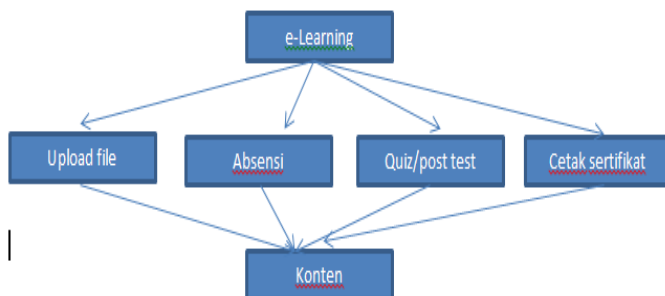 e-Learning
Upload file
Absensi
Quiz/post test
Cetak sertifikat
Konten